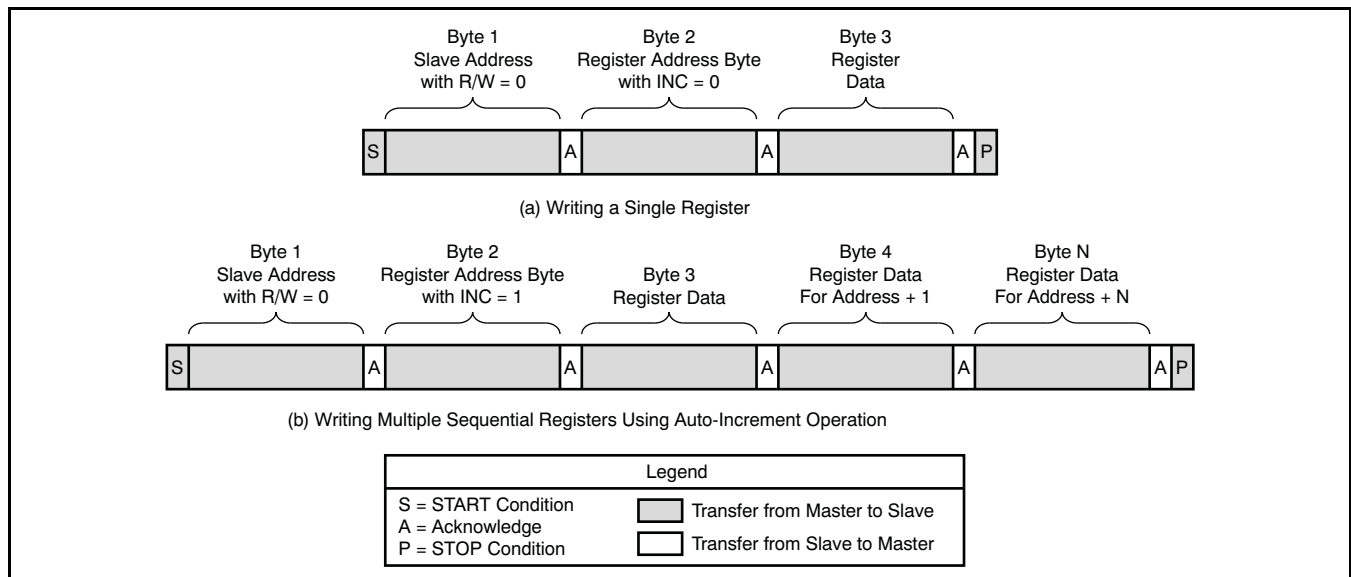 Byte 1
Slave Address
with R/W = 0
Byte 2
Register Address Byte
with INC = 0
Byte 3
Register
Data
S A A A P
(a) Writing a Single Register
Byte 1
Slave Address
with R/W = 0
Byte 2
Register Address Byte
with INC = 1
Byte 3
Register Data
Byte 4
Register Data
For Address + 1
Byte N
Register Data
For Address + N
S A A A A A P
(b) Writing Multiple Sequential Registers Using Auto-Increment Operation
Legend
S = START Condition
A = Acknowledge
P = STOP Condition
Transfer from Master to Slave
Transfer from Slave to Master